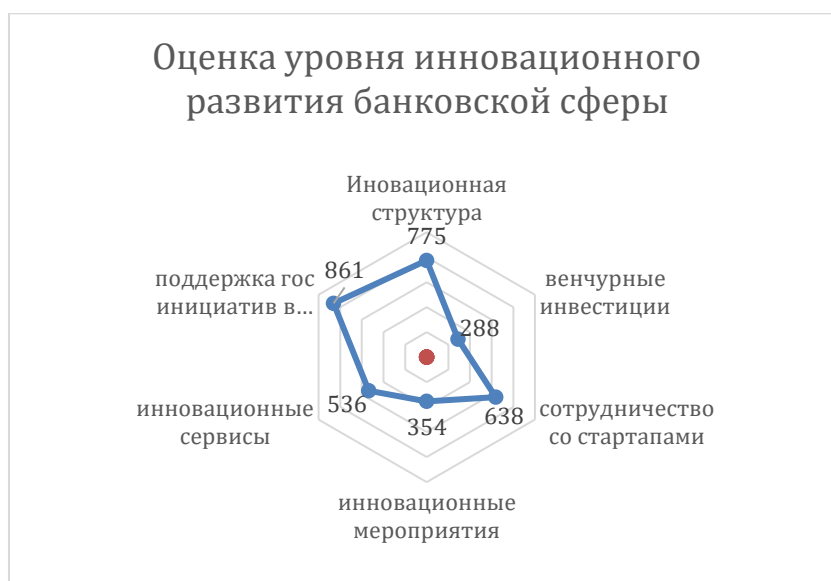 Оценка уровня инновационного
развития банковской сферы
Иновационная
структура
775
венчурные
инвестиции
288
сотрудничество
со стартапами
638
инновационные
мероприятия
354
инновационные
сервисы
536
поддержка гос
инициатив в...
861